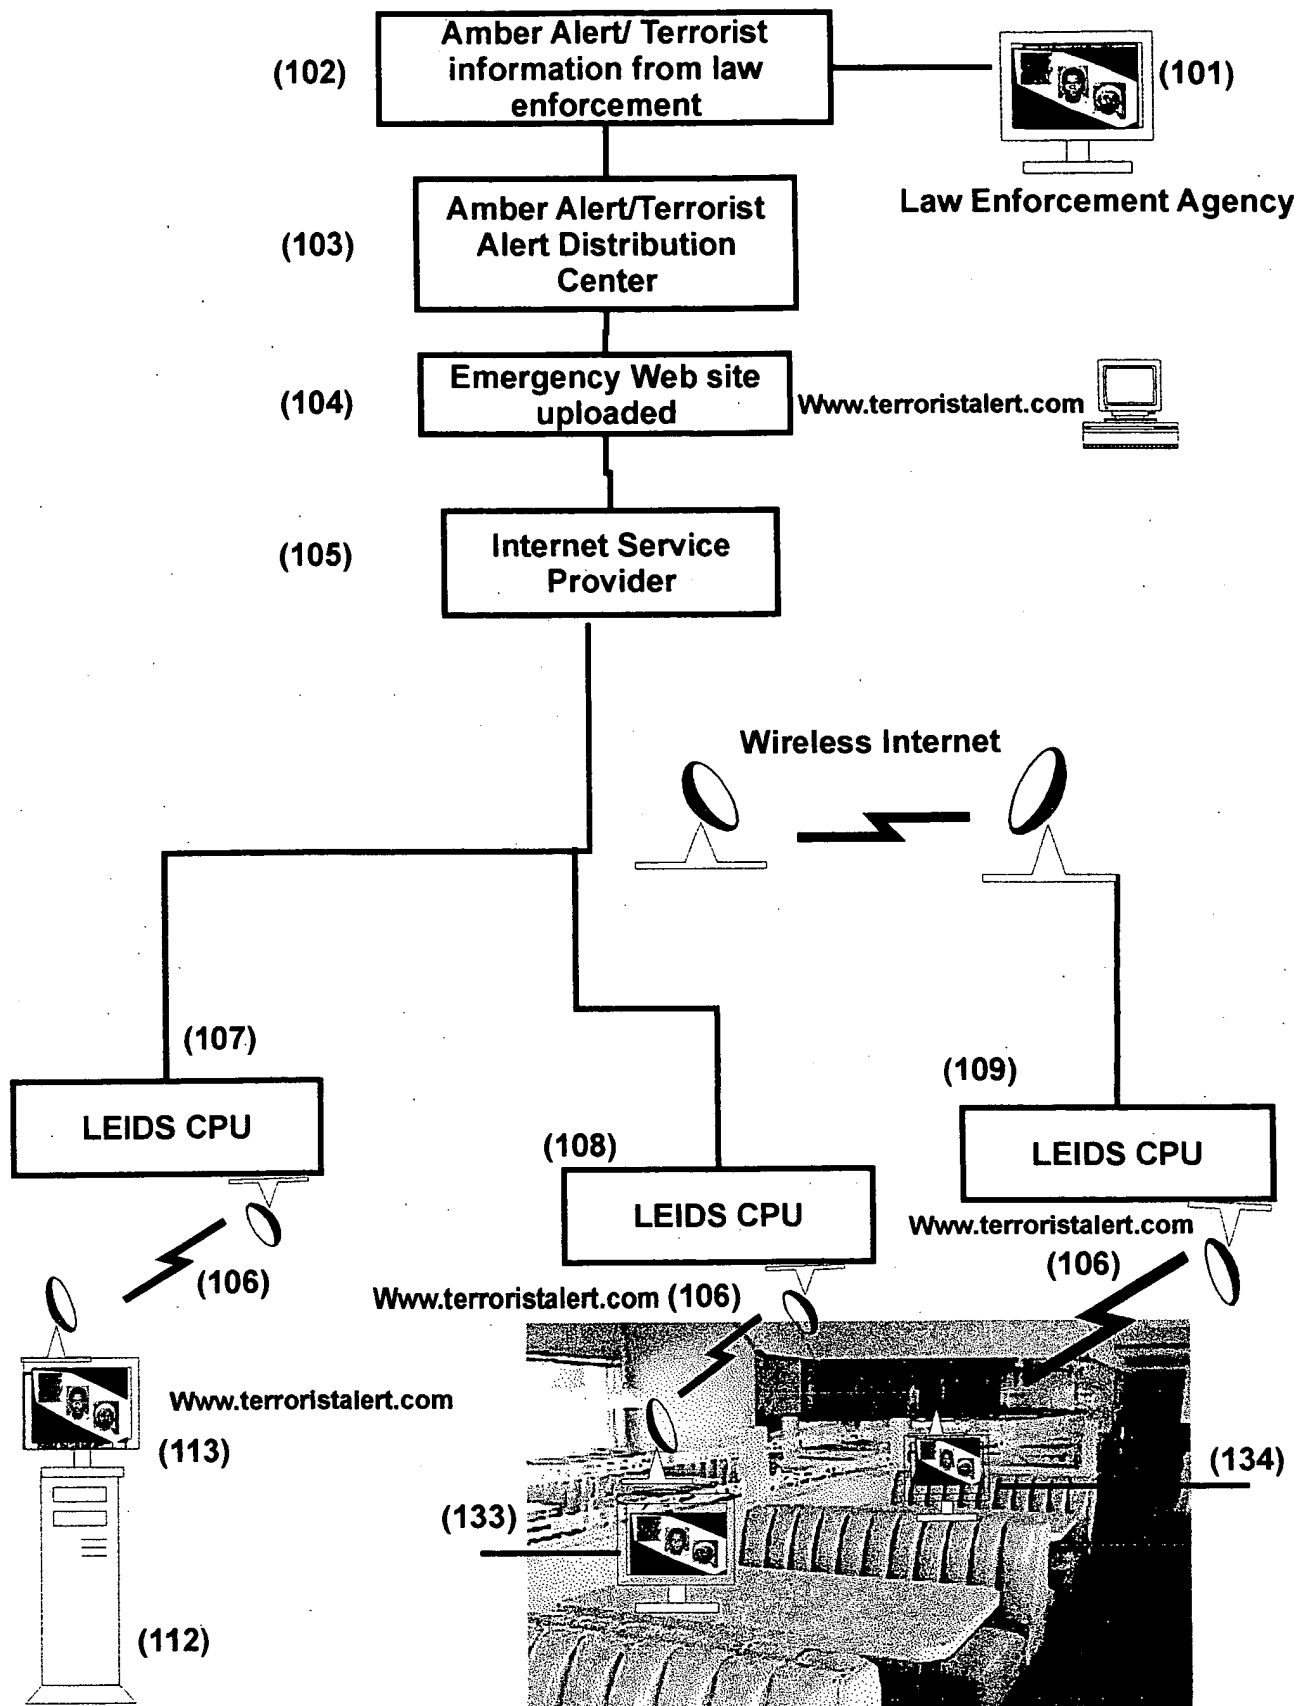 Amber Alert/ Terrorist
information from law
enforcement
(102)
(101)
Law Enforcement Agency
Amber Alert/Terrorist
Alert Distribution
Center
(103)
Emergency Web site
uploaded
(104)
Www.terroristalert.com
Internet Service
Provider
(105)
Wireless Internet
(107)
LEIDS CPU
(109)
LEIDS CPU
(108)
LEIDS CPU
Www.terroristalert.com
(106)
(106)
Www.terroristalert.com (106)
Www.terroristalert.com
(113)
(134)
(133)
(112)